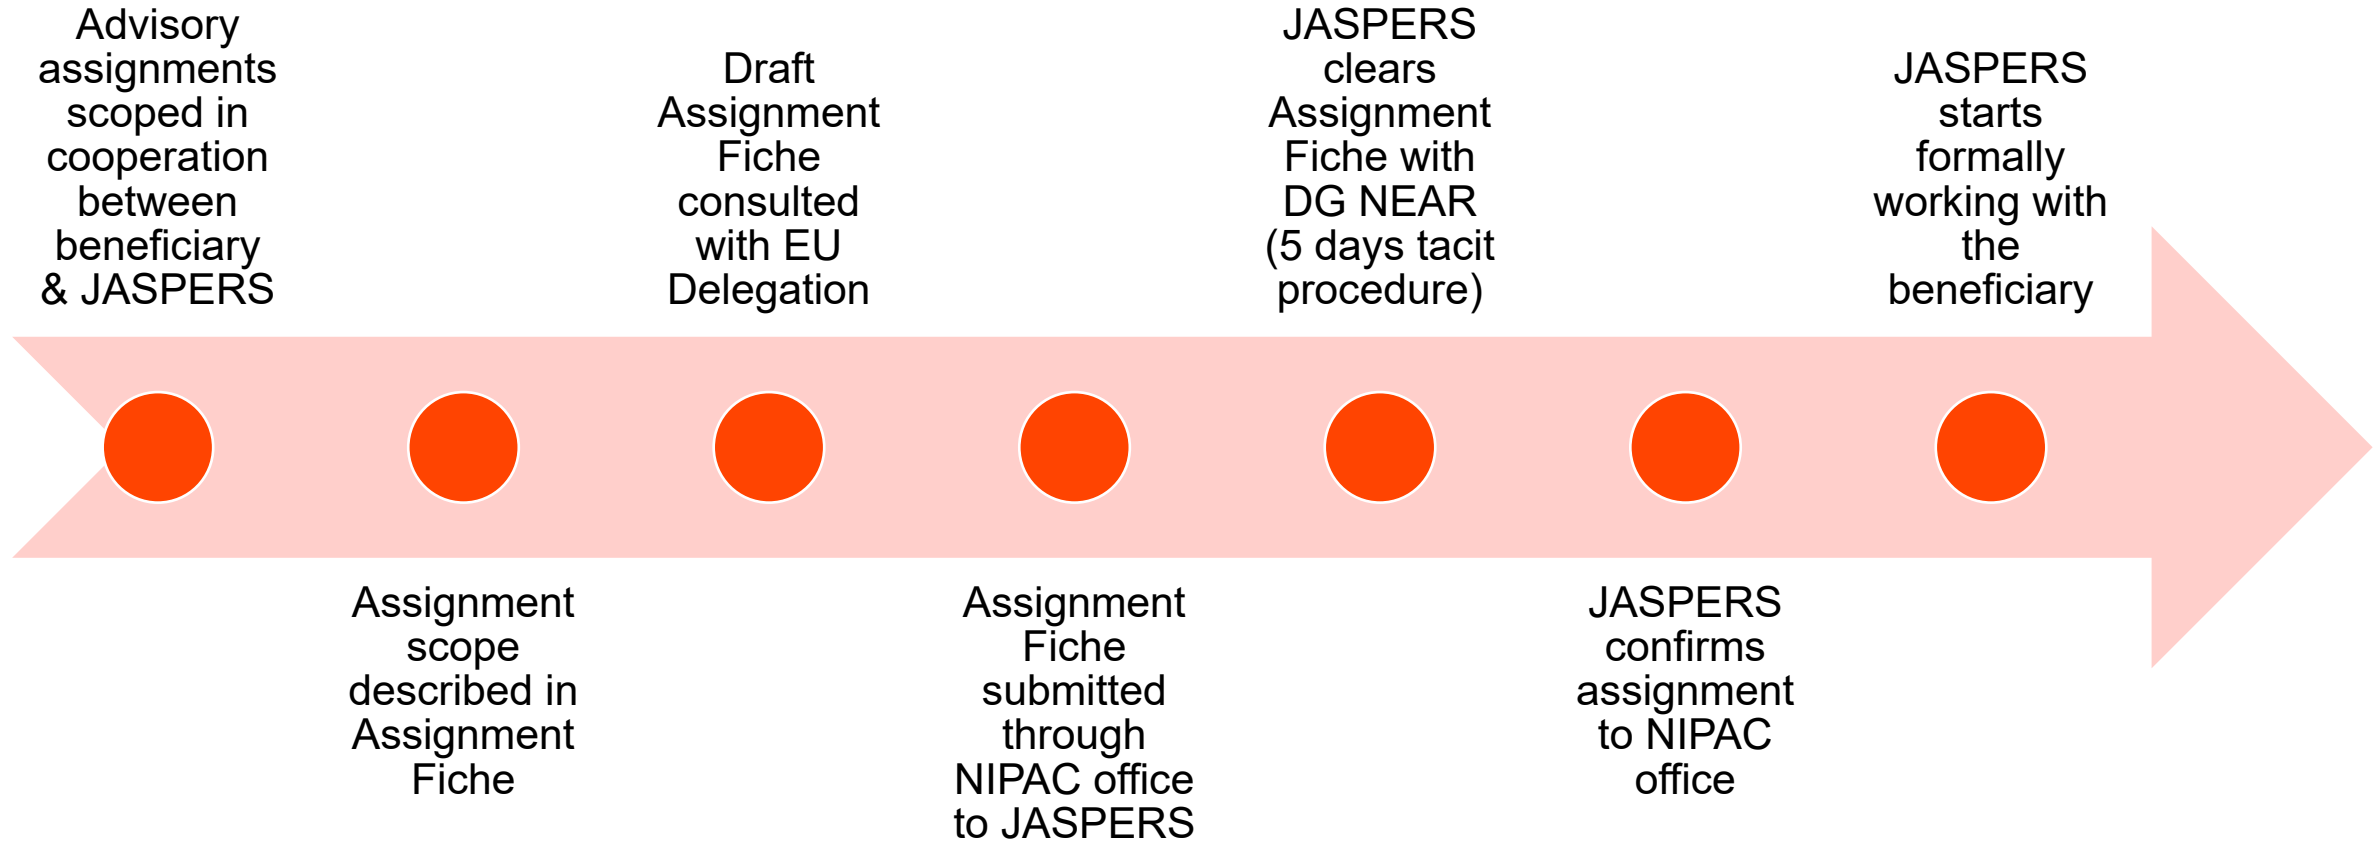 Advisory
assignments
scoped in
cooperation
between
beneficiary
& JASPERS
Assignment
scope
described in
Assignment
Fiche
Draft
Assignment
Fiche
consulted
with EU
Delegation
Assignment
Fiche
submitted
through
NIPAC office
to JASPERS
JASPERS
clears
Assignment
Fiche with
DG NEAR
(5 days tacit
procedure)
JASPERS
confirms
assignment
to NIPAC
office
JASPERS
starts
formally
working with
the
beneficiary